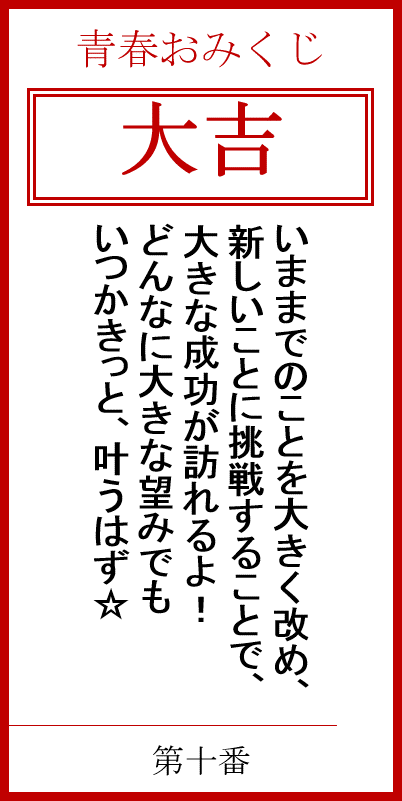 青春おみくじ
大吉
いままでのことを大きく改め、
新しいことに挑戦することで、
大きな成功が訪れるよ！
どんなに大きな望みでも
いつかきっと、叶うはず☆
第十番